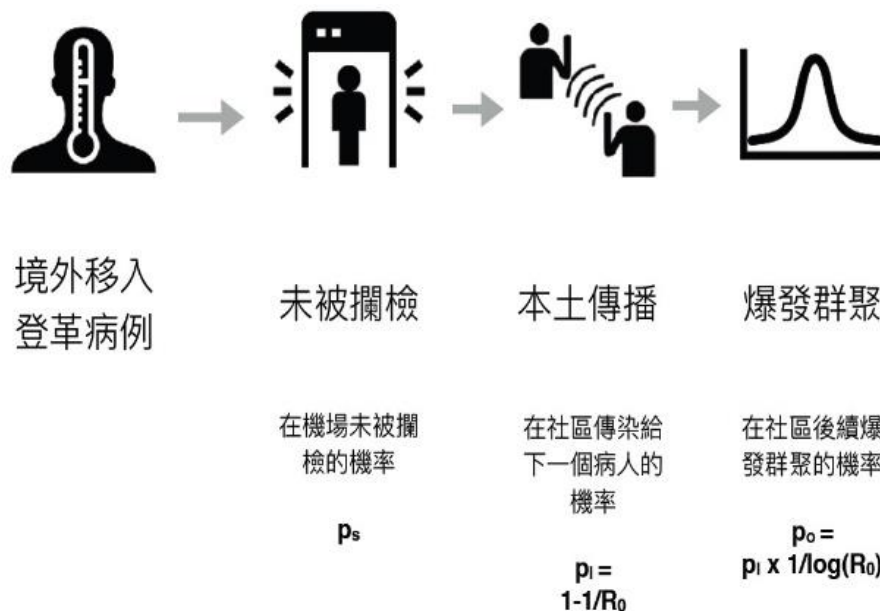 境外移入
登革病例
未被攔檢
本土傳播
爆發群聚
在機場未被攔
檢的機率
ps
在社區傳染給
下一個病人的
機率
pl =
1-1/R0
在社區後續爆
發群聚的機率
po =
pl x 1/log(R0)